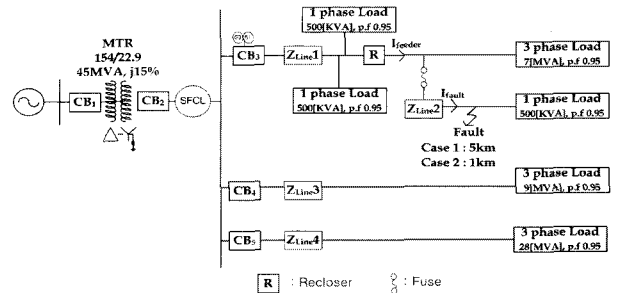 1 phase Load
500[KVA], p.f 0.95
MTR
154/22.9
45MVA, j15%
CB1
CB2
SFCL
CB3
ZLine1
R
Ifeeder
3 phase Load
7[MVA], p.f 0.95
1 phase Load
500[KVA], p.f 0.95
ZLine2
Ifault
1 phase Load
500[KVA], p.f 0.95
Fault
Case 1 : 5km
Case 2 : 1km
CB4
ZLine3
3 phase Load
9[MVA], p.f 0.95
CB5
ZLine4
3 phase Load
28[MVA], p.f 0.95
R : Recloser
: Fuse